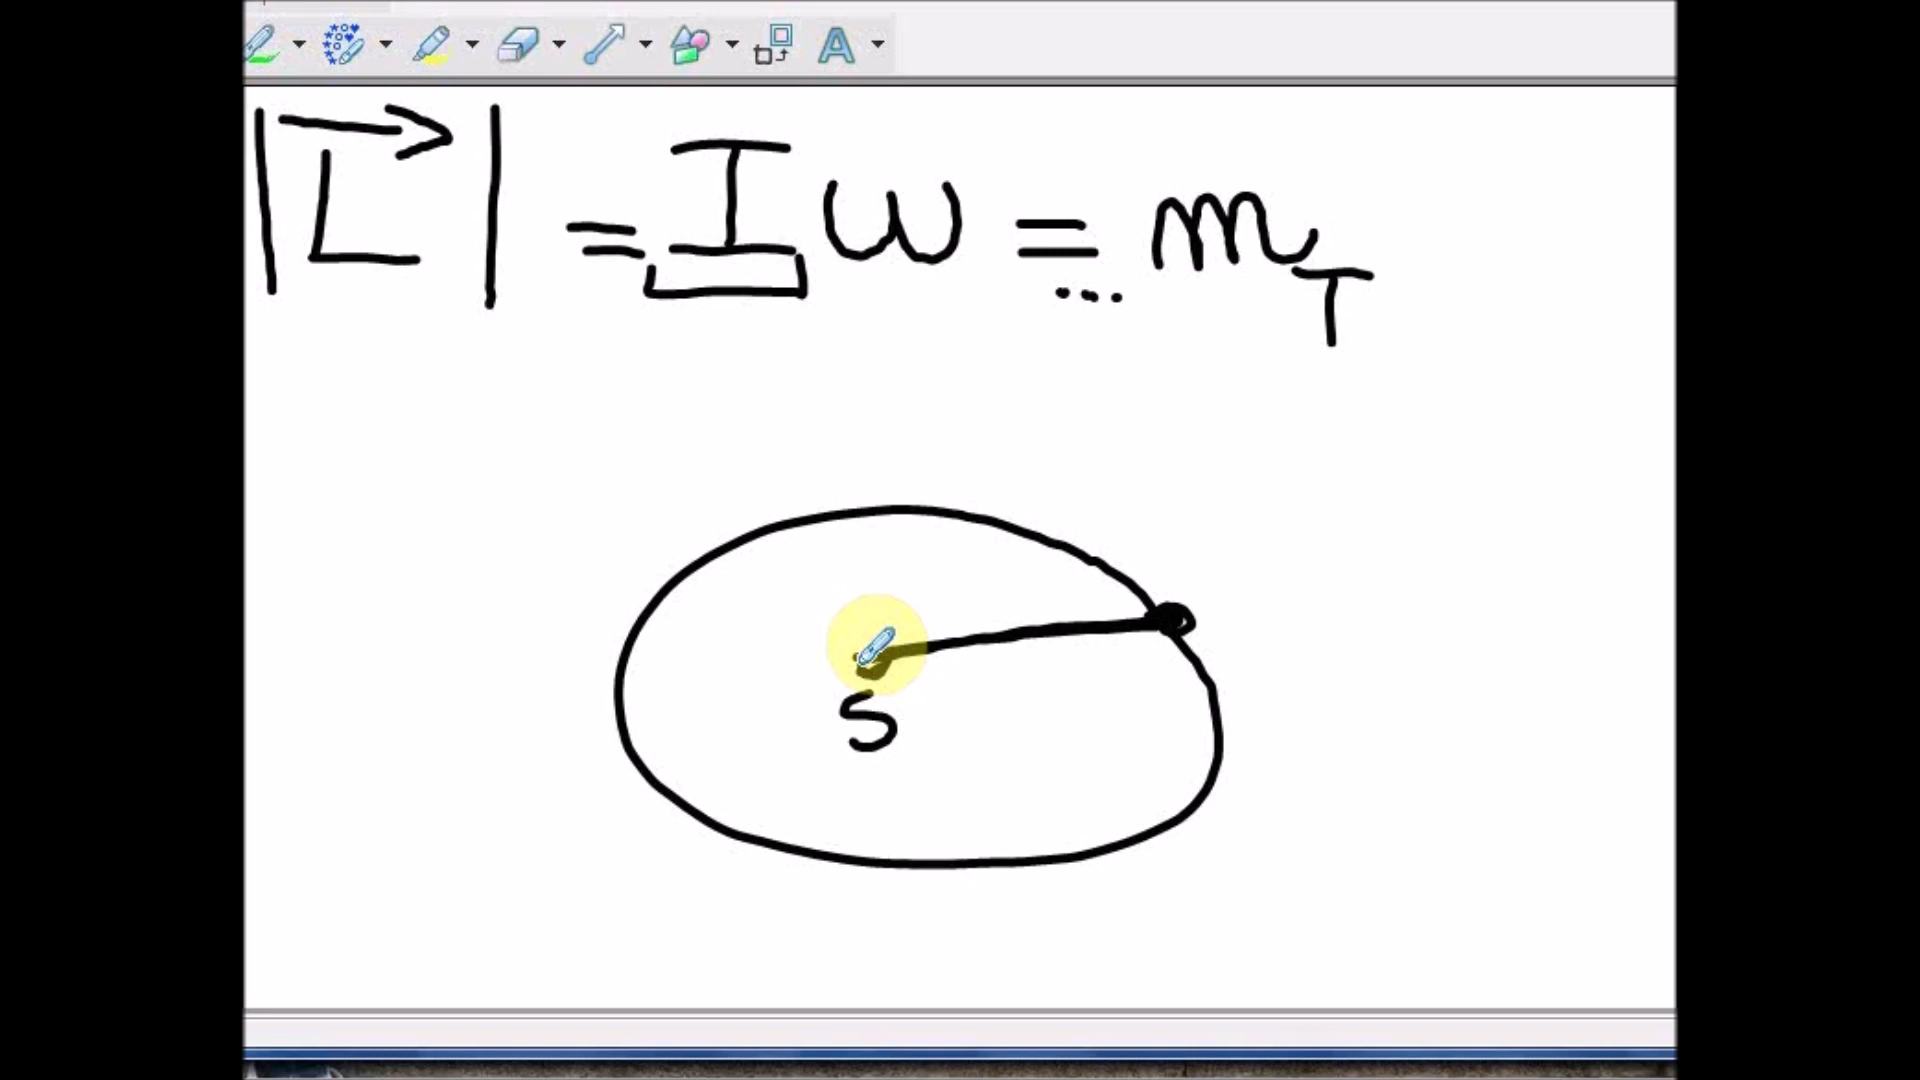 |L⃗| = I ω = m_T
...
S